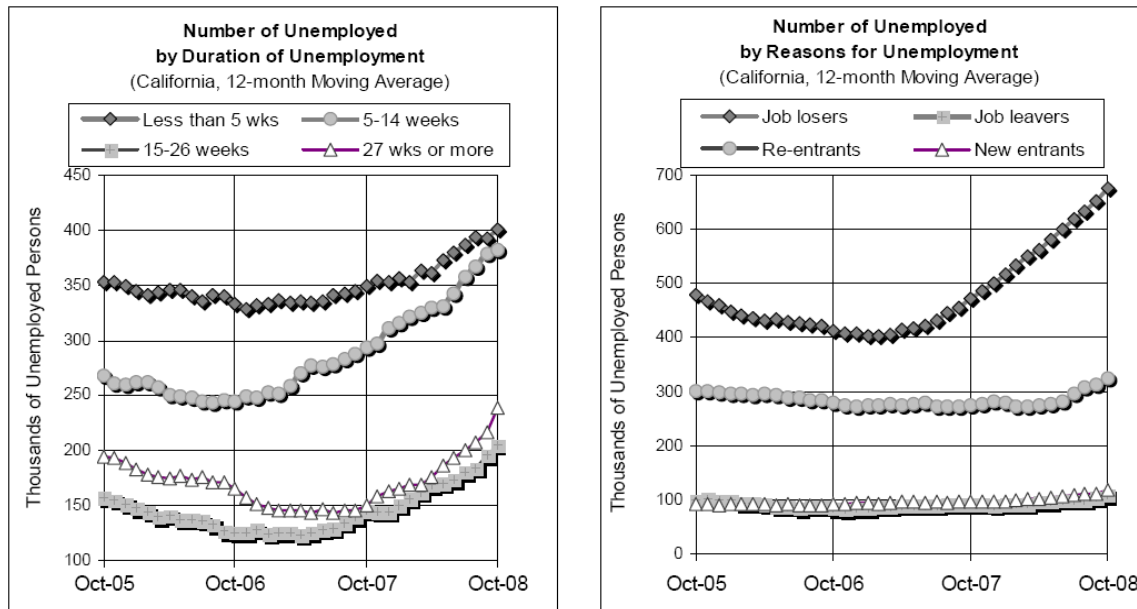 Number of Unemployed
by Duration of Unemployment
(California, 12-month Moving Average)
Less than 5 wks
5-14 weeks
15-26 weeks
27 wks or more
Thousands of Unemployed Persons
450
400
350
300
250
200
150
100
Oct-05
Oct-06
Oct-07
Oct-08
Number of Unemployed
by Reasons for Unemployment
(California, 12-month Moving Average)
Job losers
Job leavers
Re-entrants
New entrants
Thousands of Unemployed Persons
700
600
500
400
300
200
100
0
Oct-05
Oct-06
Oct-07
Oct-08